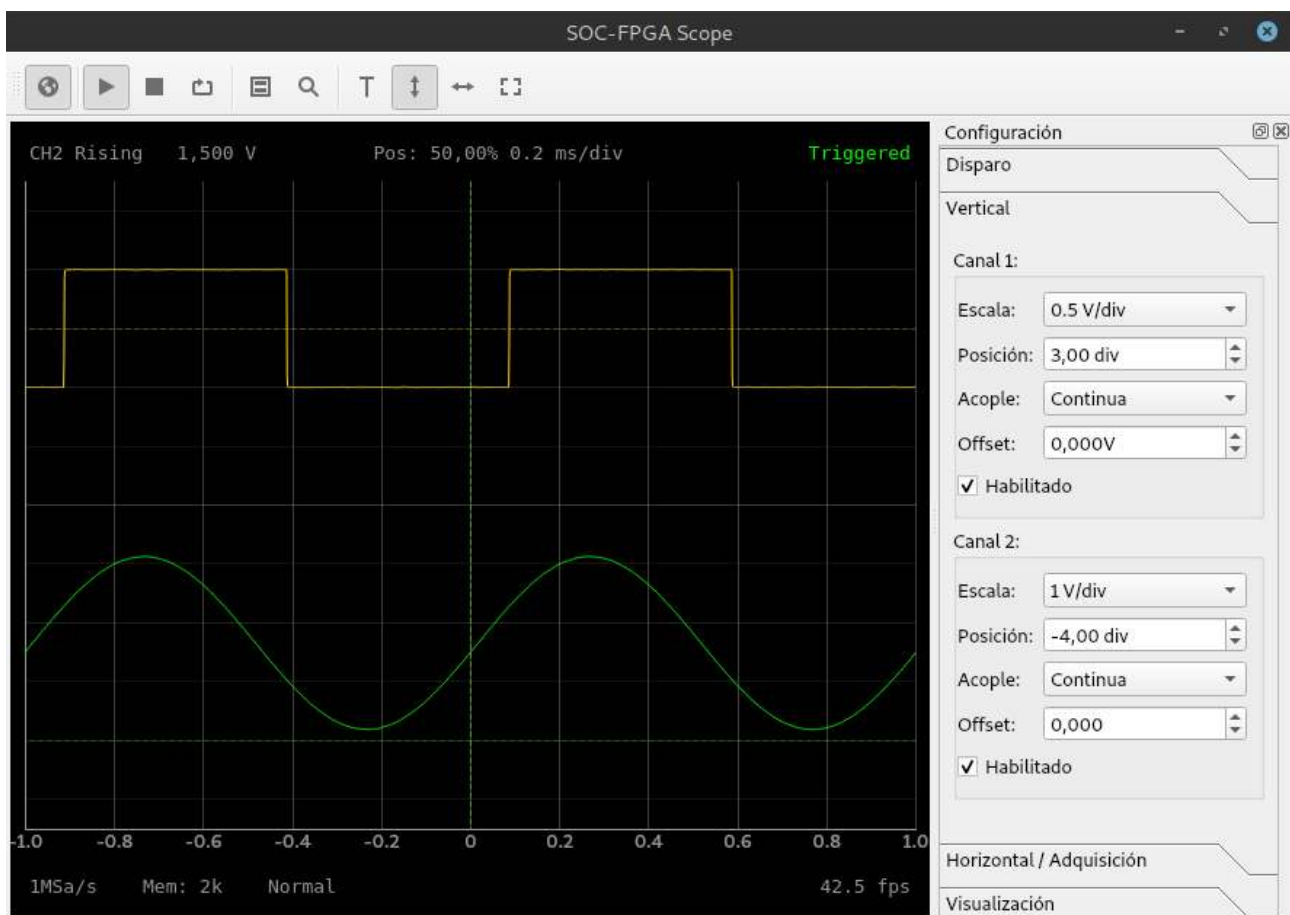 SOC-FPGA Scope
T
CH2 Rising 1,500 V Pos: 50,00% 0.2 ms/div Triggered
-1.0 -0.8 -0.6 -0.4 -0.2 0 0.2 0.4 0.6 0.8 1.0
1MSa/s Mem: 2k Normal 42.5 fps
Configuración
Disparo
Vertical
Canal 1:
Escala: 0.5 V/div
Posición: 3,00 div
Acople: Continua
Offset: 0,000V
Habilitado
Canal 2:
Escala: 1 V/div
Posición: -4,00 div
Acople: Continua
Offset: 0,000
Habilitado
Horizontal / Adquisición
Visualización